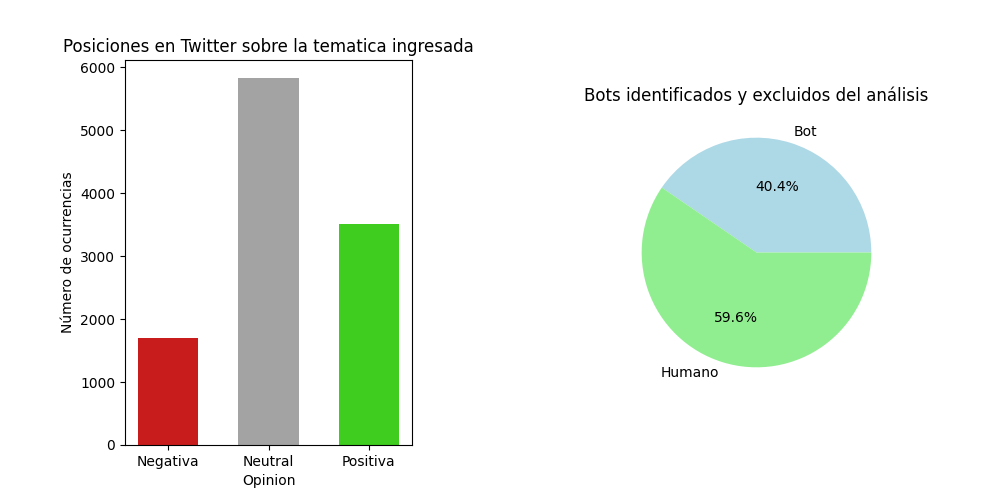 Posiciones en Twitter sobre la tematica ingresada
6000
5000
4000
3000
2000
1000
0
Número de ocurrencias
Negativa
Neutral
Positiva
Opinion
Bots identificados y excluidos del análisis
Bot
40.4%
59.6%
Humano